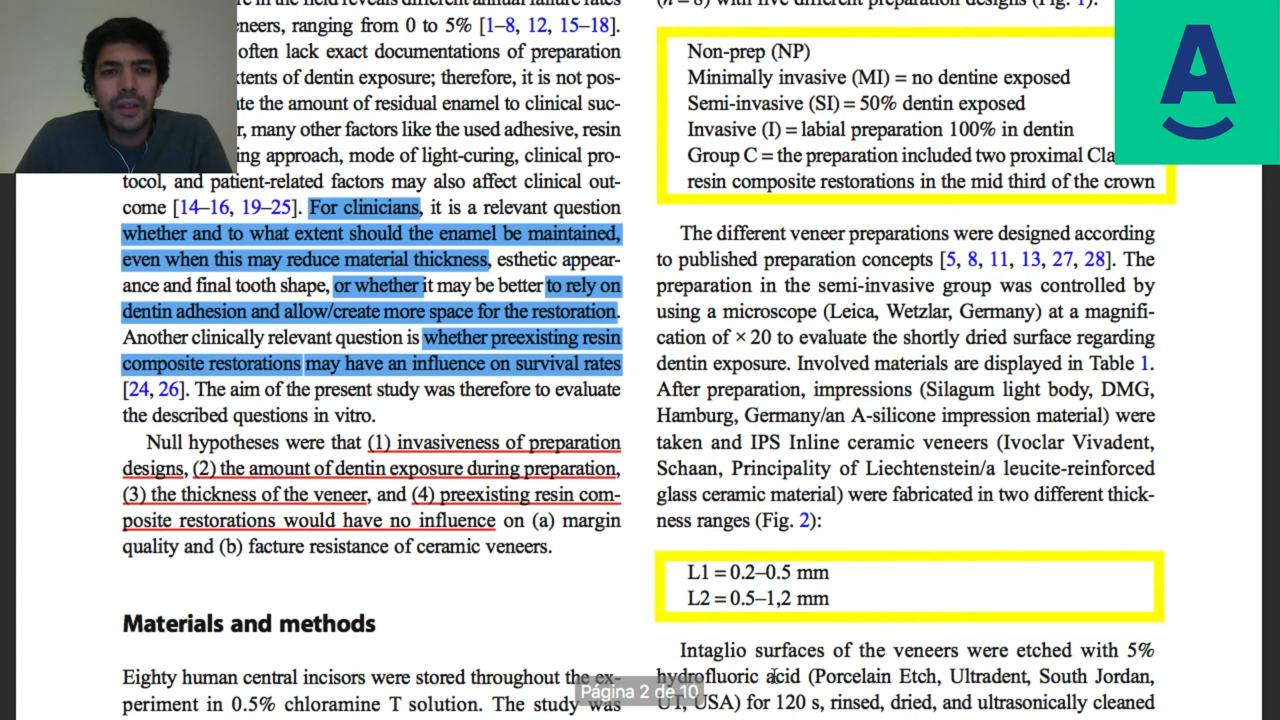 re in the field reveals different annual failure rates
eneers, ranging from 0 to 5% [1–8, 12, 15–18].
often lack exact documentations of preparation
tents of dentin exposure; therefore, it is not pos-
te the amount of residual enamel to clinical suc-
r, many other factors like the used adhesive, resin
ing approach, mode of light-curing, clinical pro-
tocol, and patient-related factors may also affect clinical out-
come [14–16, 19–25]. For clinicians, it is a relevant question
whether and to what extent should the enamel be maintained,
even when this may reduce material thickness, esthetic appear-
ance and final tooth shape, or whether it may be better to rely on
dentin adhesion and allow/create more space for the restoration.
Another clinically relevant question is whether preexisting resin
composite restorations may have an influence on survival rates
[24, 26]. The aim of the present study was therefore to evaluate
the described questions in vitro.
Null hypotheses were that (1) invasiveness of preparation
designs, (2) the amount of dentin exposure during preparation,
(3) the thickness of the veneer, and (4) preexisting resin com-
posite restorations would have no influence on (a) margin
quality and (b) facture resistance of ceramic veneers.
Materials and methods
Eighty human central incisors were stored throughout the ex-
periment in 0.5% chloramine T solution. The study was
(n = 8) with five different preparation designs (Fig. 1):
Non-prep (NP)
Minimally invasive (MI) = no dentine exposed
Semi-invasive (SI) = 50% dentin exposed
Invasive (I) = labial preparation 100% in dentin
Group C = the preparation included two proximal Cla
resin composite restorations in the mid third of the crown
The different veneer preparations were designed according
to published preparation concepts [5, 8, 11, 13, 27, 28]. The
preparation in the semi-invasive group was controlled by
using a microscope (Leica, Wetzlar, Germany) at a magnifi-
cation of × 20 to evaluate the shortly dried surface regarding
dentin exposure. Involved materials are displayed in Table 1.
After preparation, impressions (Silagum light body, DMG,
Hamburg, Germany/an A-silicone impression material) were
taken and IPS Inline ceramic veneers (Ivoclar Vivadent,
Schaan, Principality of Liechtenstein/a leucite-reinforced
glass ceramic material) were fabricated in two different thick-
ness ranges (Fig. 2):
L1 = 0.2–0.5 mm
L2 = 0.5–1,2 mm
Intaglio surfaces of the veneers were etched with 5%
hydrofluoric acid (Porcelain Etch, Ultradent, South Jordan,
UT, USA) for 120 s, rinsed, dried, and ultrasonically cleaned
Página 2 de 10
A